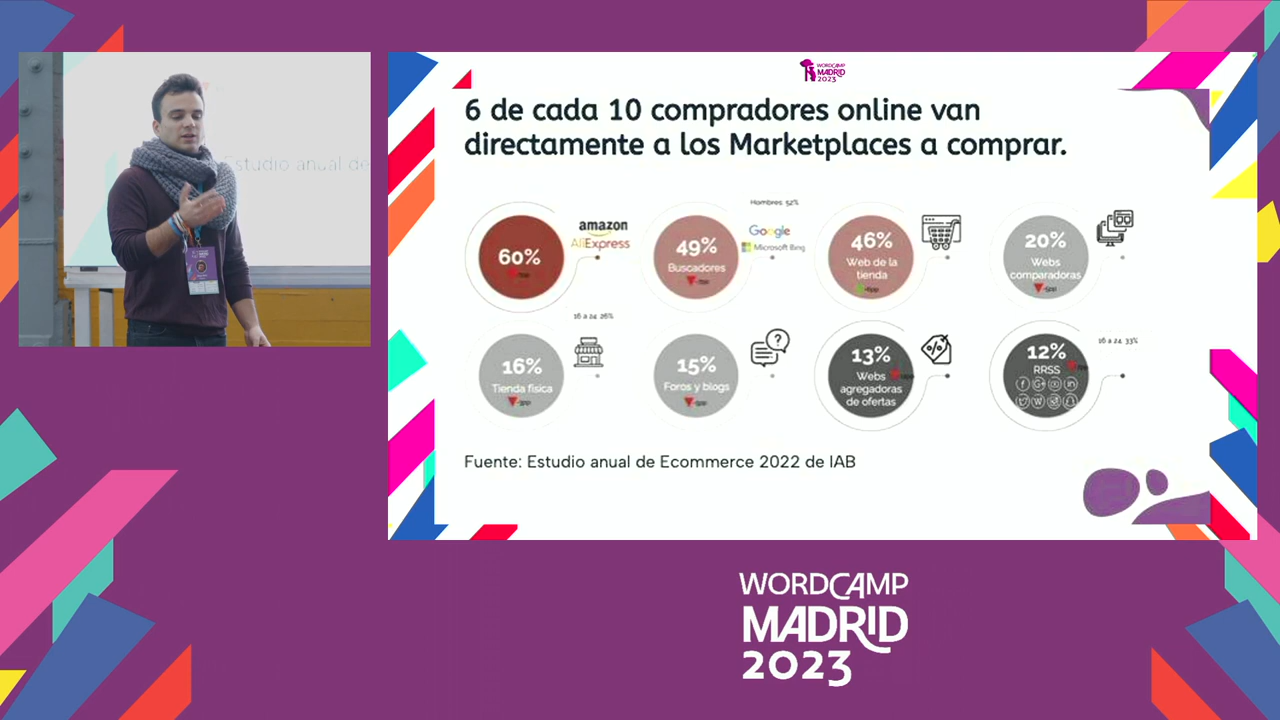 Estudio anual de
WORDCAMP
MADRID
2023
6 de cada 10 compradores online van
directamente a los Marketplaces a comprar.
60%
amazon
AliExpress
49%
Buscadores
Hombres 52%
Google
Microsoft Bing
46%
Web de la
tienda
20%
Webs
comparadoras
16%
Tienda física
16 a 24 26%
15%
Foros y blogs
13%
Webs
agregadoras
de ofertas
12%
RRSS
16 a 24 33%
Fuente: Estudio anual de Ecommerce 2022 de IAB
WORDCAMP
MADRID
2023